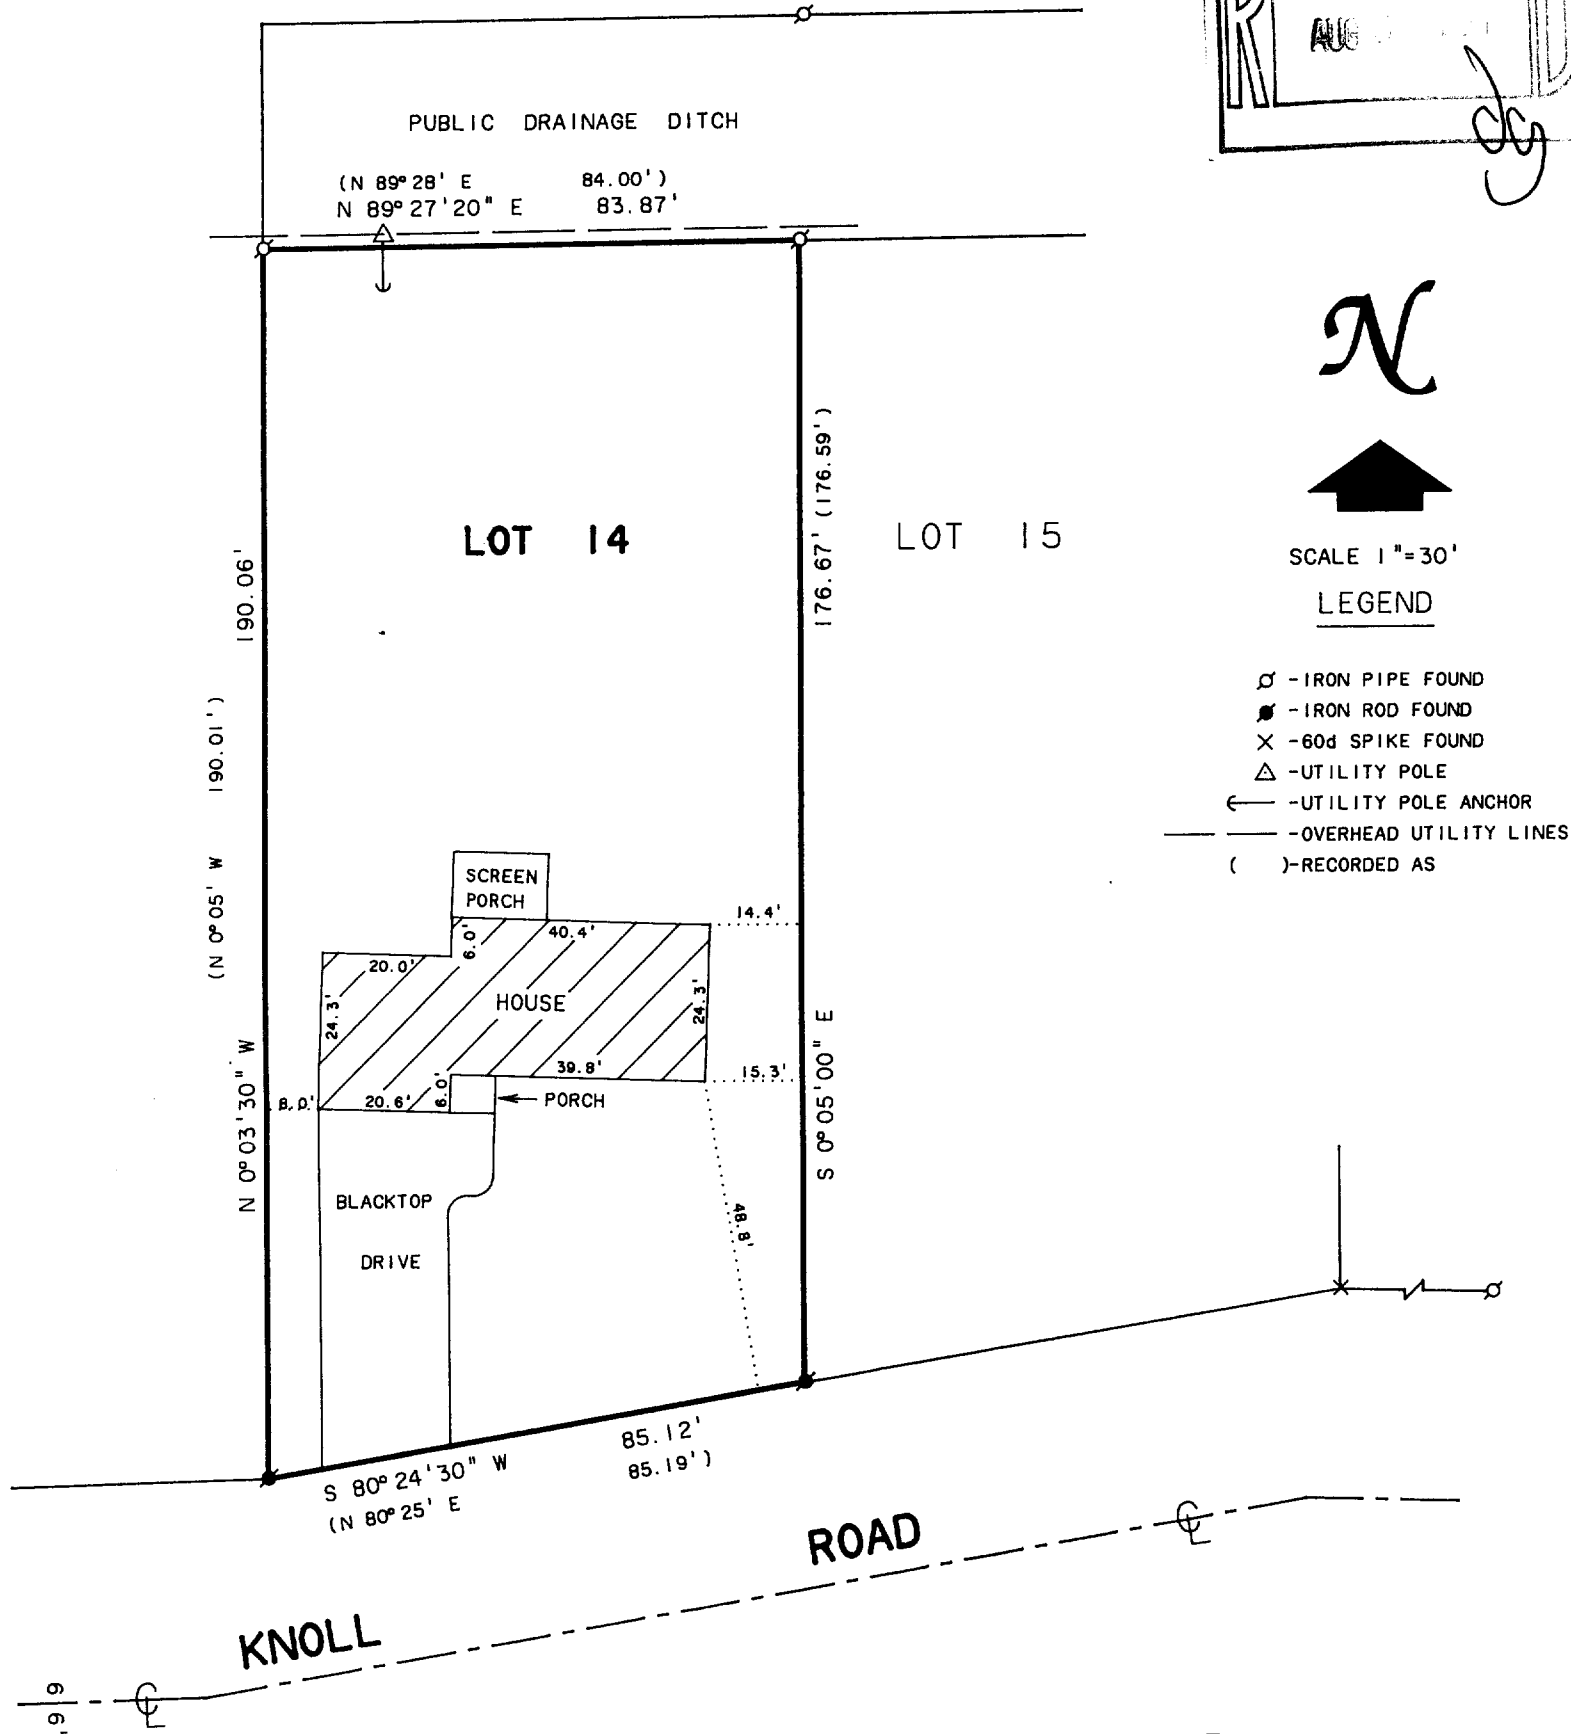 R AUG D
PUBLIC DRAINAGE DITCH
(N 89° 28' E 84.00')
N 89° 27' 20" E 83.87'
N
SCALE 1"=30'
LEGEND
-IRON PIPE FOUND
-IRON ROD FOUND
-60d SPIKE FOUND
-UTILITY POLE
-UTILITY POLE ANCHOR
-OVERHEAD UTILITY LINES
( )-RECORDED AS
LOT 14
LOT 15
N 0° 03' 30" W 190.06'
(N 0° 05' W 190.01')
176.67' (176.59')
S 0° 05' 00" E
SCREEN
PORCH
14.4'
40.4'
6.0'
20.0'
HOUSE
24.3'
24.3'
39.8'
15.3'
8.0'
20.6'
6.0'
PORCH
BLACKTOP
DRIVE
48.8'
85.12'
85.19')
S 80° 24' 30" W
(N 80° 25' E
KNOLL ROAD
CL
CL
66'